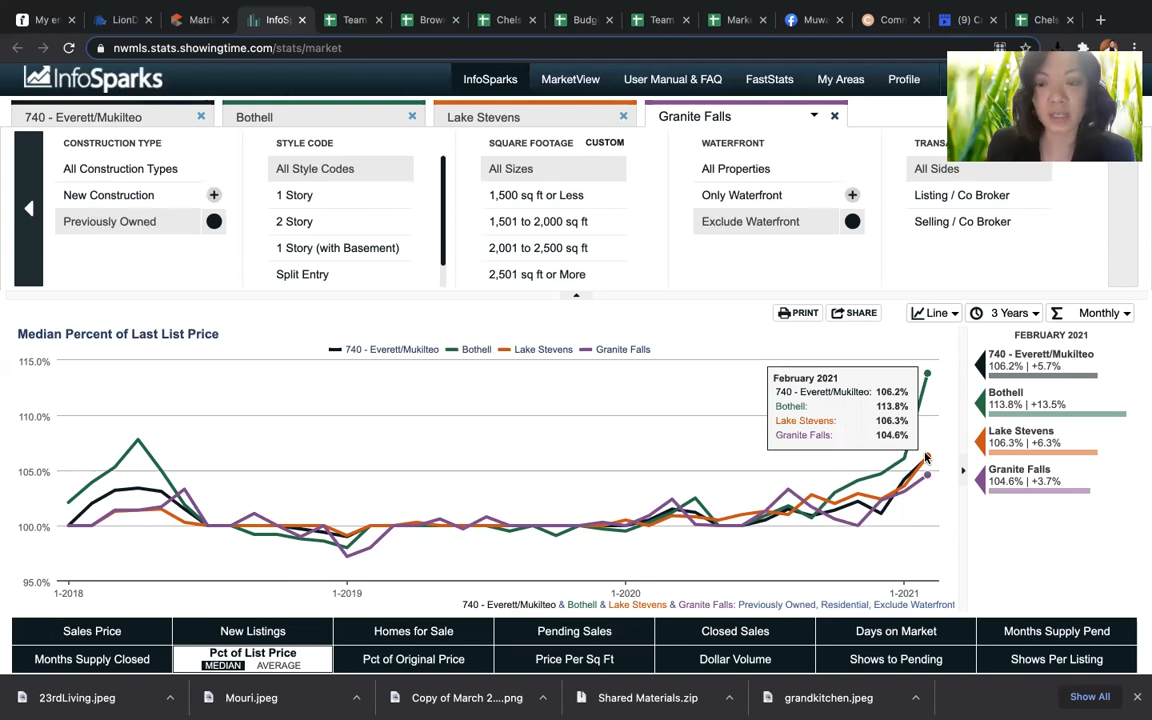 My er
LionD
Matri
InfoS
Team
Brow
Chels
Budg
Team
Mark
Muwa
Comm
(9) C
Chels
nwmls.stats.showingtime.com/stats/market
InfoSparks
InfoSparks MarketView User Manual & FAQ FastStats My Areas Profile
740 - Everett/Mukilteo
Bothell
Lake Stevens
Granite Falls
CONSTRUCTION TYPE
All Construction Types
New Construction
Previously Owned
STYLE CODE
All Style Codes
1 Story
2 Story
1 Story (with Basement)
Split Entry
SQUARE FOOTAGE CUSTOM
All Sizes
1,500 sq ft or Less
1,501 to 2,000 sq ft
2,001 to 2,500 sq ft
2,501 sq ft or More
WATERFRONT
All Properties
Only Waterfront
Exclude Waterfront
TRANSA
All Sides
Listing / Co Broker
Selling / Co Broker
PRINT
SHARE
Line
3 Years
Monthly
Median Percent of Last List Price
740 - Everett/Mukilteo Bothell Lake Stevens Granite Falls
115.0%
110.0%
105.0%
100.0%
95.0%
1-2018 1-2019 1-2020 1-2021
February 2021
740 - Everett/Mukilteo: 106.2%
Bothell: 113.8%
Lake Stevens: 106.3%
Granite Falls: 104.6%
740 - Everett/Mukilteo & Bothell & Lake Stevens & Granite Falls: Previously Owned, Residential, Exclude Waterfront
FEBRUARY 2021
740 - Everett/Mukilteo
106.2% | +5.7%
Bothell
113.8% | +13.5%
Lake Stevens
106.3% | +6.3%
Granite Falls
104.6% | +3.7%
Sales Price New Listings Homes for Sale Pending Sales Closed Sales Days on Market Months Supply Pend
Months Supply Closed Pct of List Price Pct of Original Price Price Per Sq Ft Dollar Volume Shows to Pending Shows Per Listing
MEDIAN AVERAGE
23rdLiving.jpeg
Mouri.jpeg
Copy of March 2....png
Shared Materials.zip
grandkitchen.jpeg
Show All